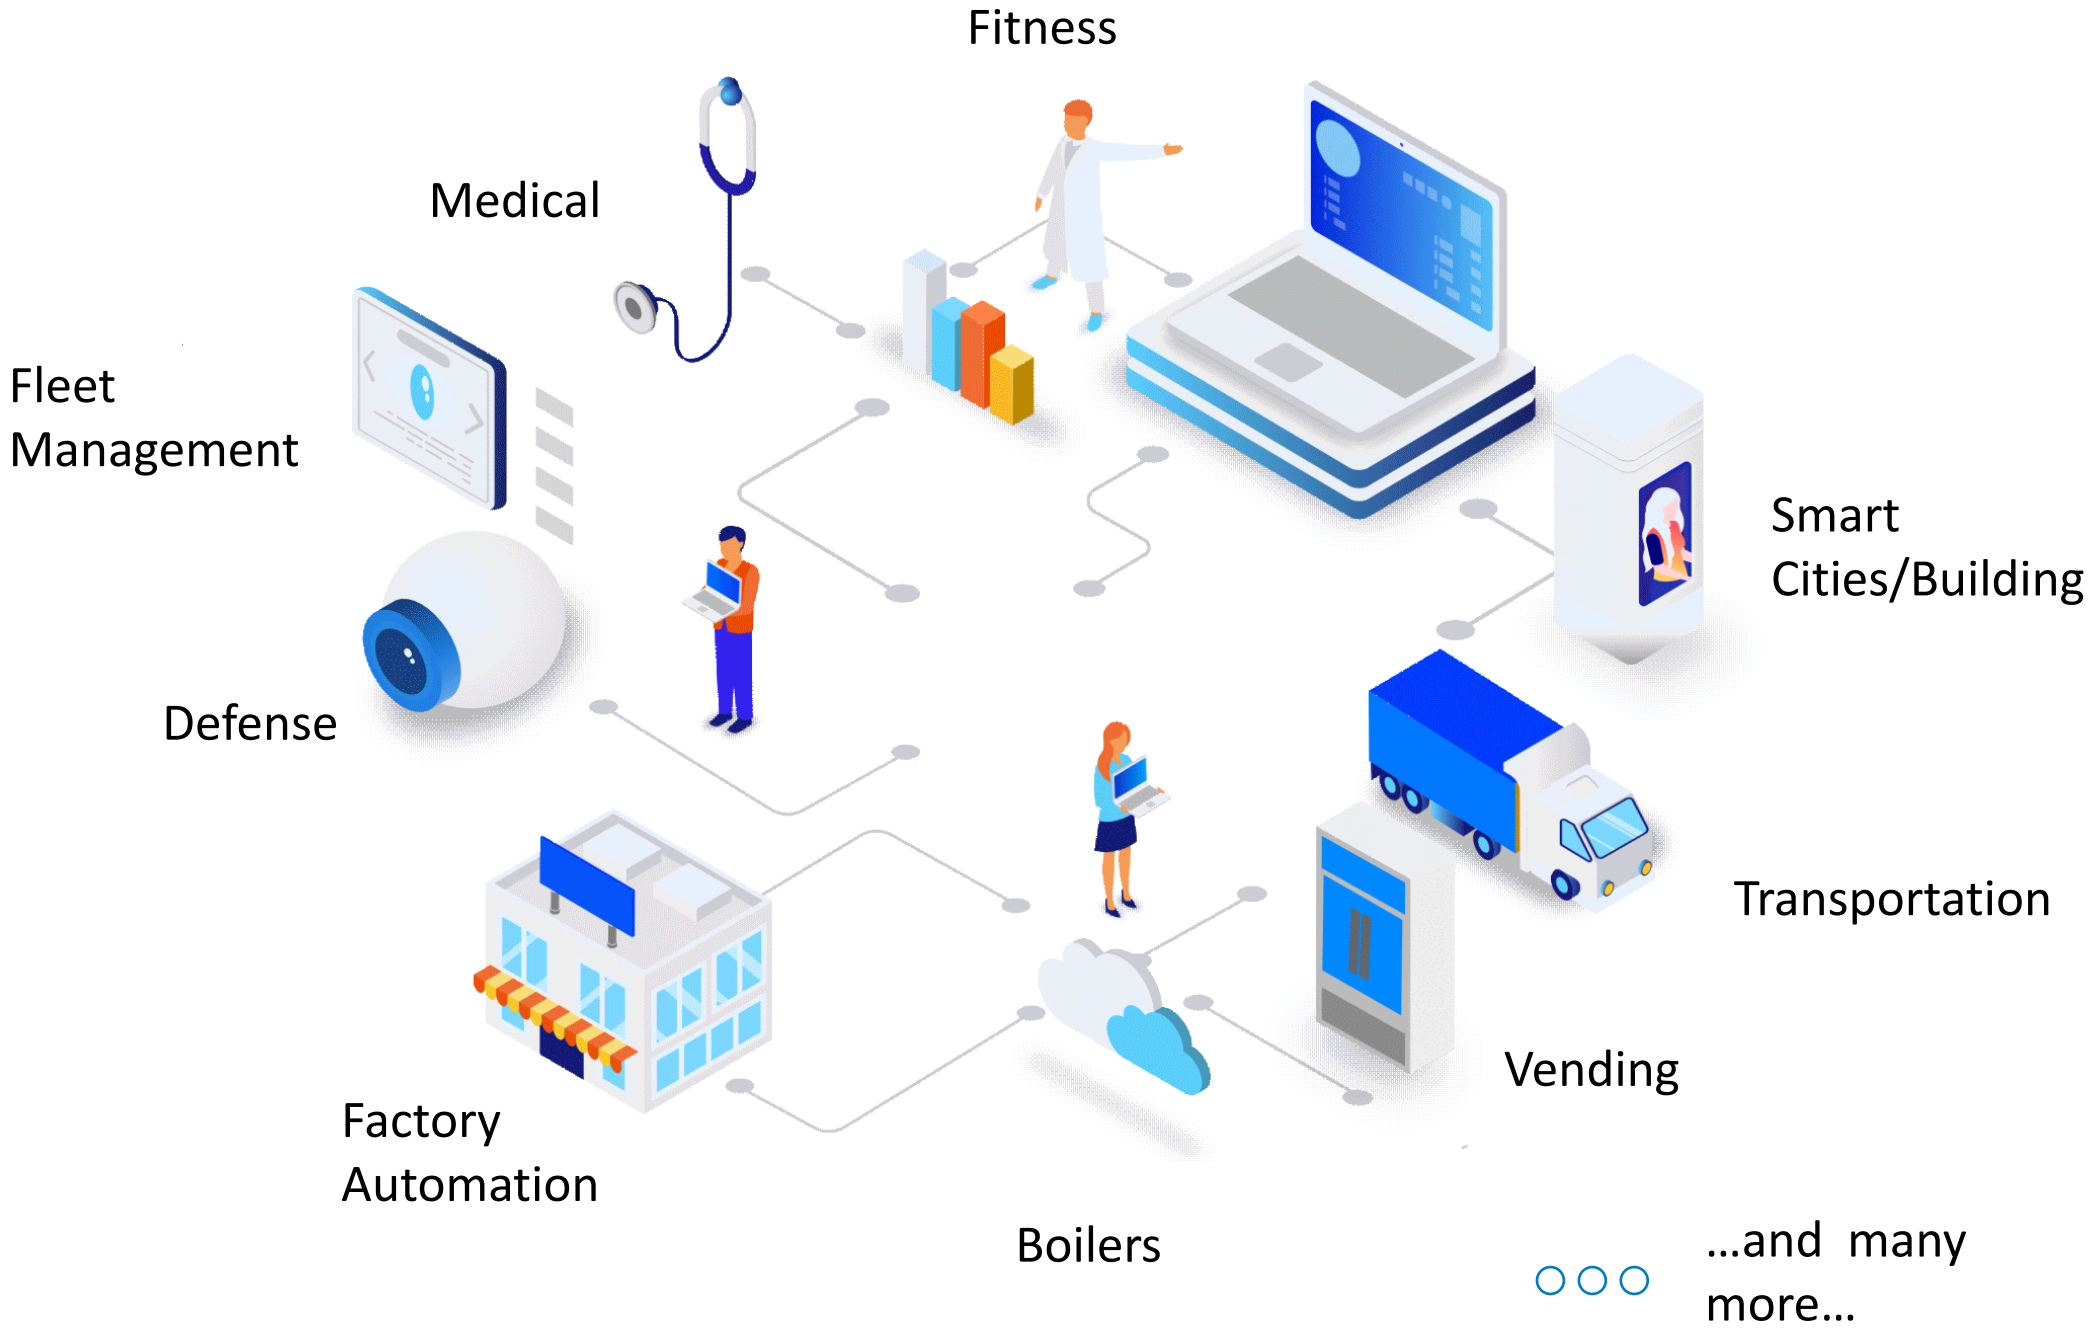 Fitness
Medical
Fleet
Management
Smart
Cities/Building
Defense
Transportation
Vending
Factory
Automation
Boilers
...and many
more...